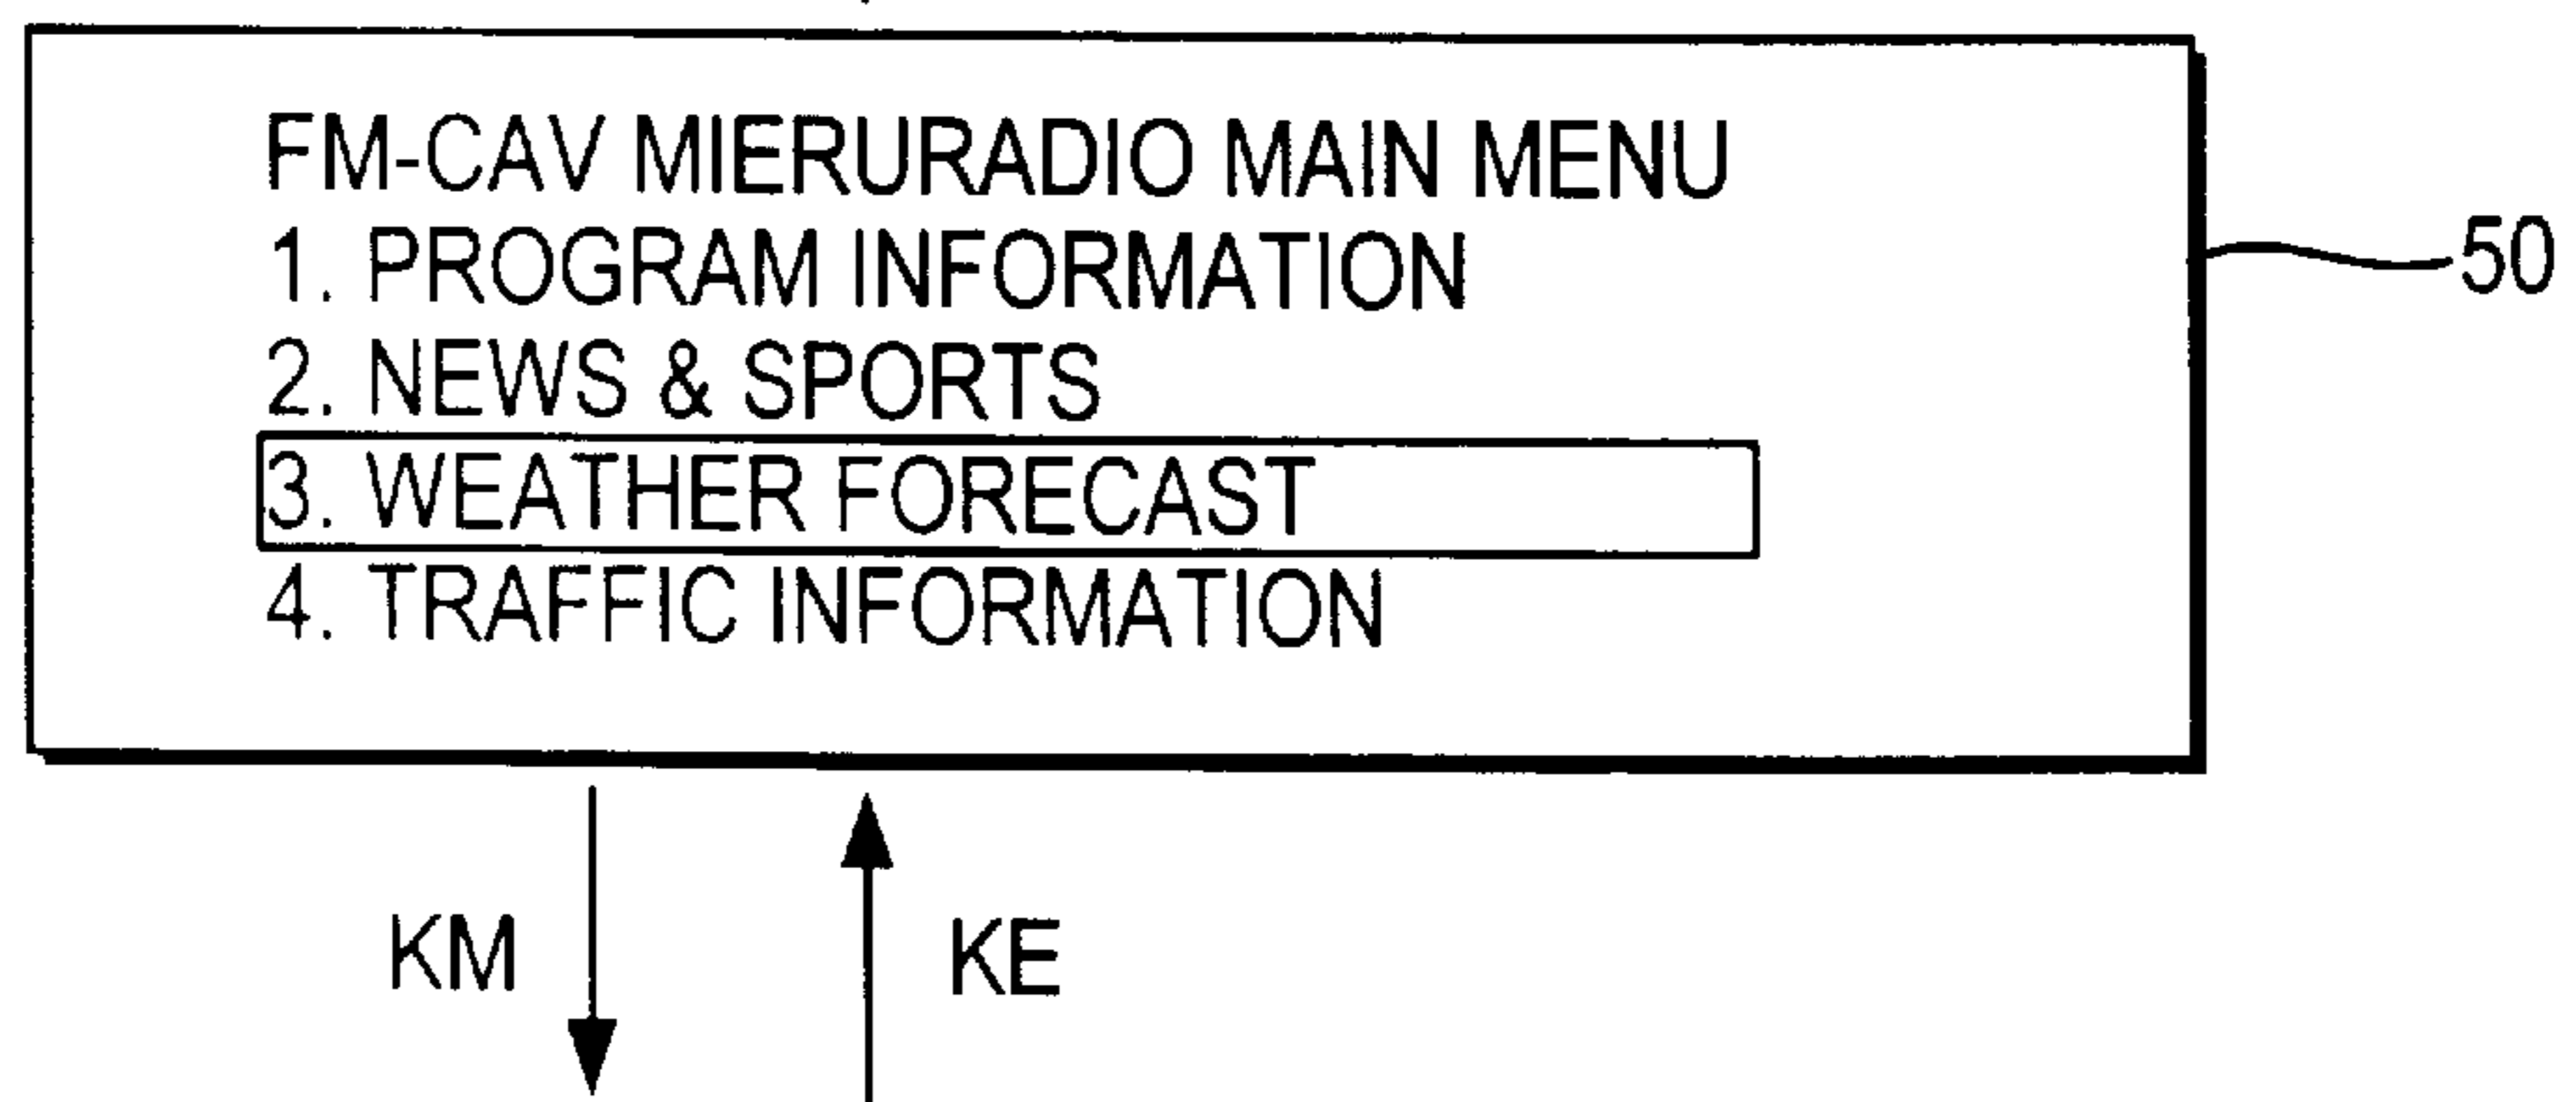 FM-CAV MIERURADIO MAIN MENU
1. PROGRAM INFORMATION
50
2. NEWS & SPORTS
3. WEATHER FORECAST
4. TRAFFIC INFORMATION
KM
KE